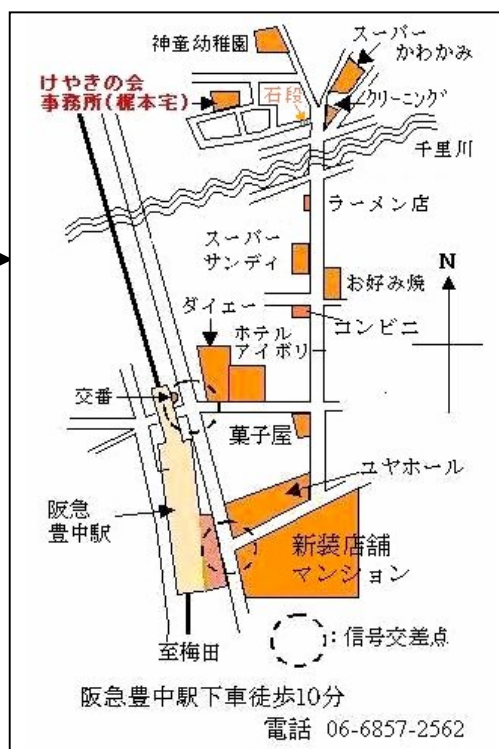 神童幼稚園
スーパー
かわかみ
けやきの会
事務所(梶本宅)
石段
クリーニング
千里川
ラーメン店
スーパー
サンディ
お好み焼
N
ダイエー
ホテル
アイボリ
コンビニ
交番
菓子屋
ユヤホール
阪急
豊中駅
新装店舗
マンション
:信号交差点
至梅田
阪急豊中駅下車徒歩10分
電話 06-6857-2562